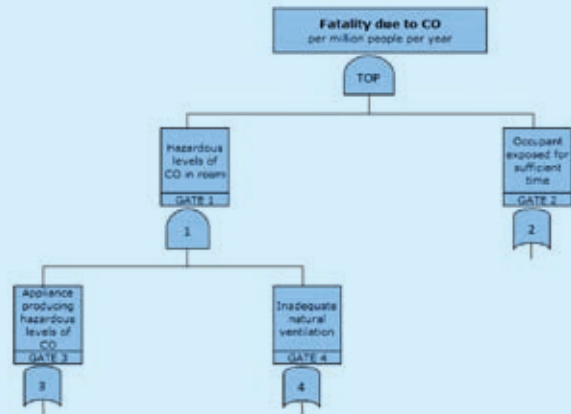 Fatality due to CO
per million people per year
TOP
Hazardous
levels of
CO in room
GATE 1
1
Occupant
exposed for
sufficient
time
GATE 2
2
Appliance
producing
hazardous
levels of
CO
GATE 3
3
Inadequate
natural
ventilation
GATE 4
4